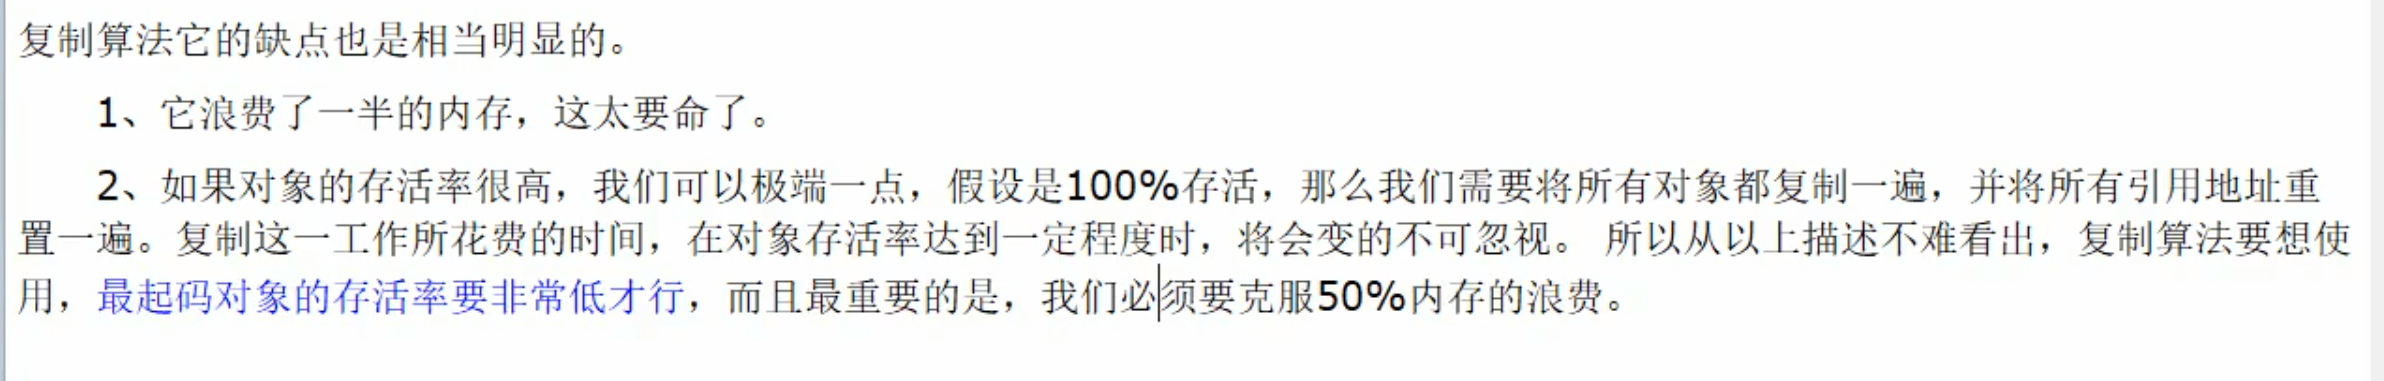 复制算法它的缺点也是相当明显的。
1、它浪费了一半的内存，这太要命了。
2、如果对象的存活率很高，我们可以极端一点，假设是100%存活，那么我们需要将所有对象都复制一遍，并将所有引用地址重
置一遍。复制这一工作所花费的时间，在对象存活率达到一定程度时，将会变的不可忽视。 所以从以上描述不难看出，复制算法要想使
用，最起码对象的存活率要非常低才行，而且最重要的是，我们必须要克服50%内存的浪费。